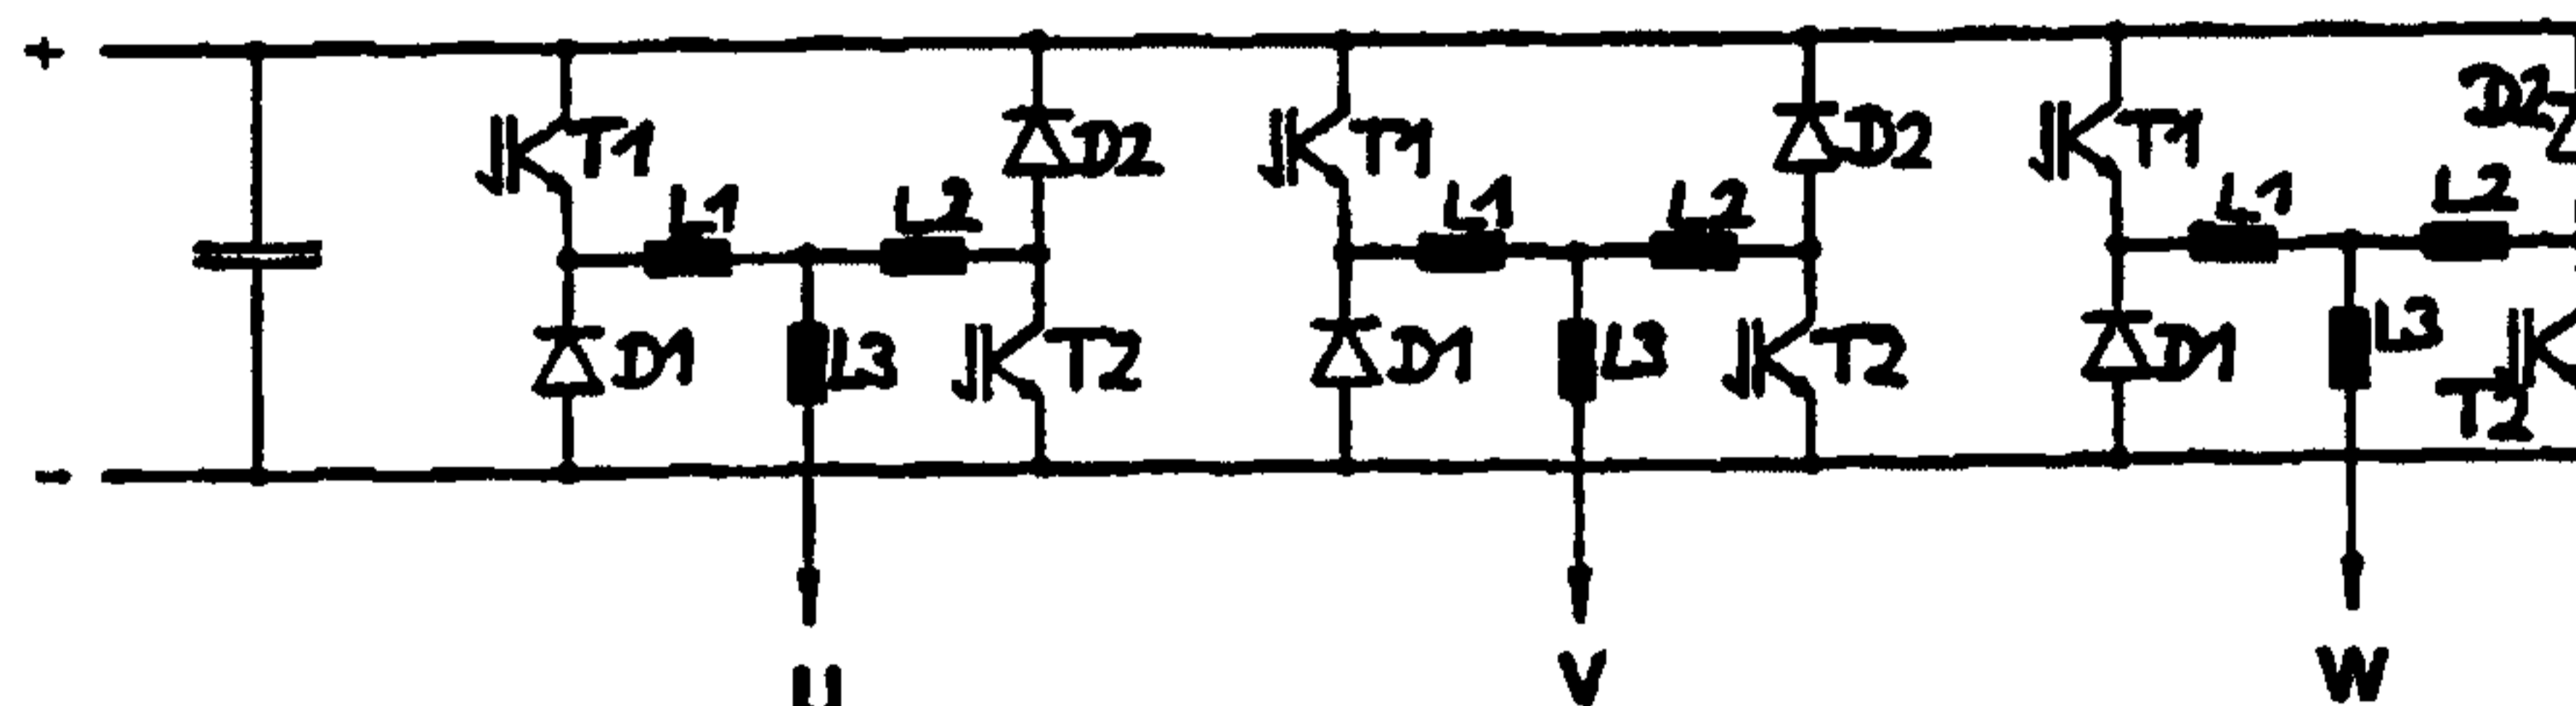 +
T1 D2 T1 D2 T1 D2
L1 L2 L1 L2 L1 L2
D1 L3 T2 D1 L3 T2 D1 L3 T2
-
U V W